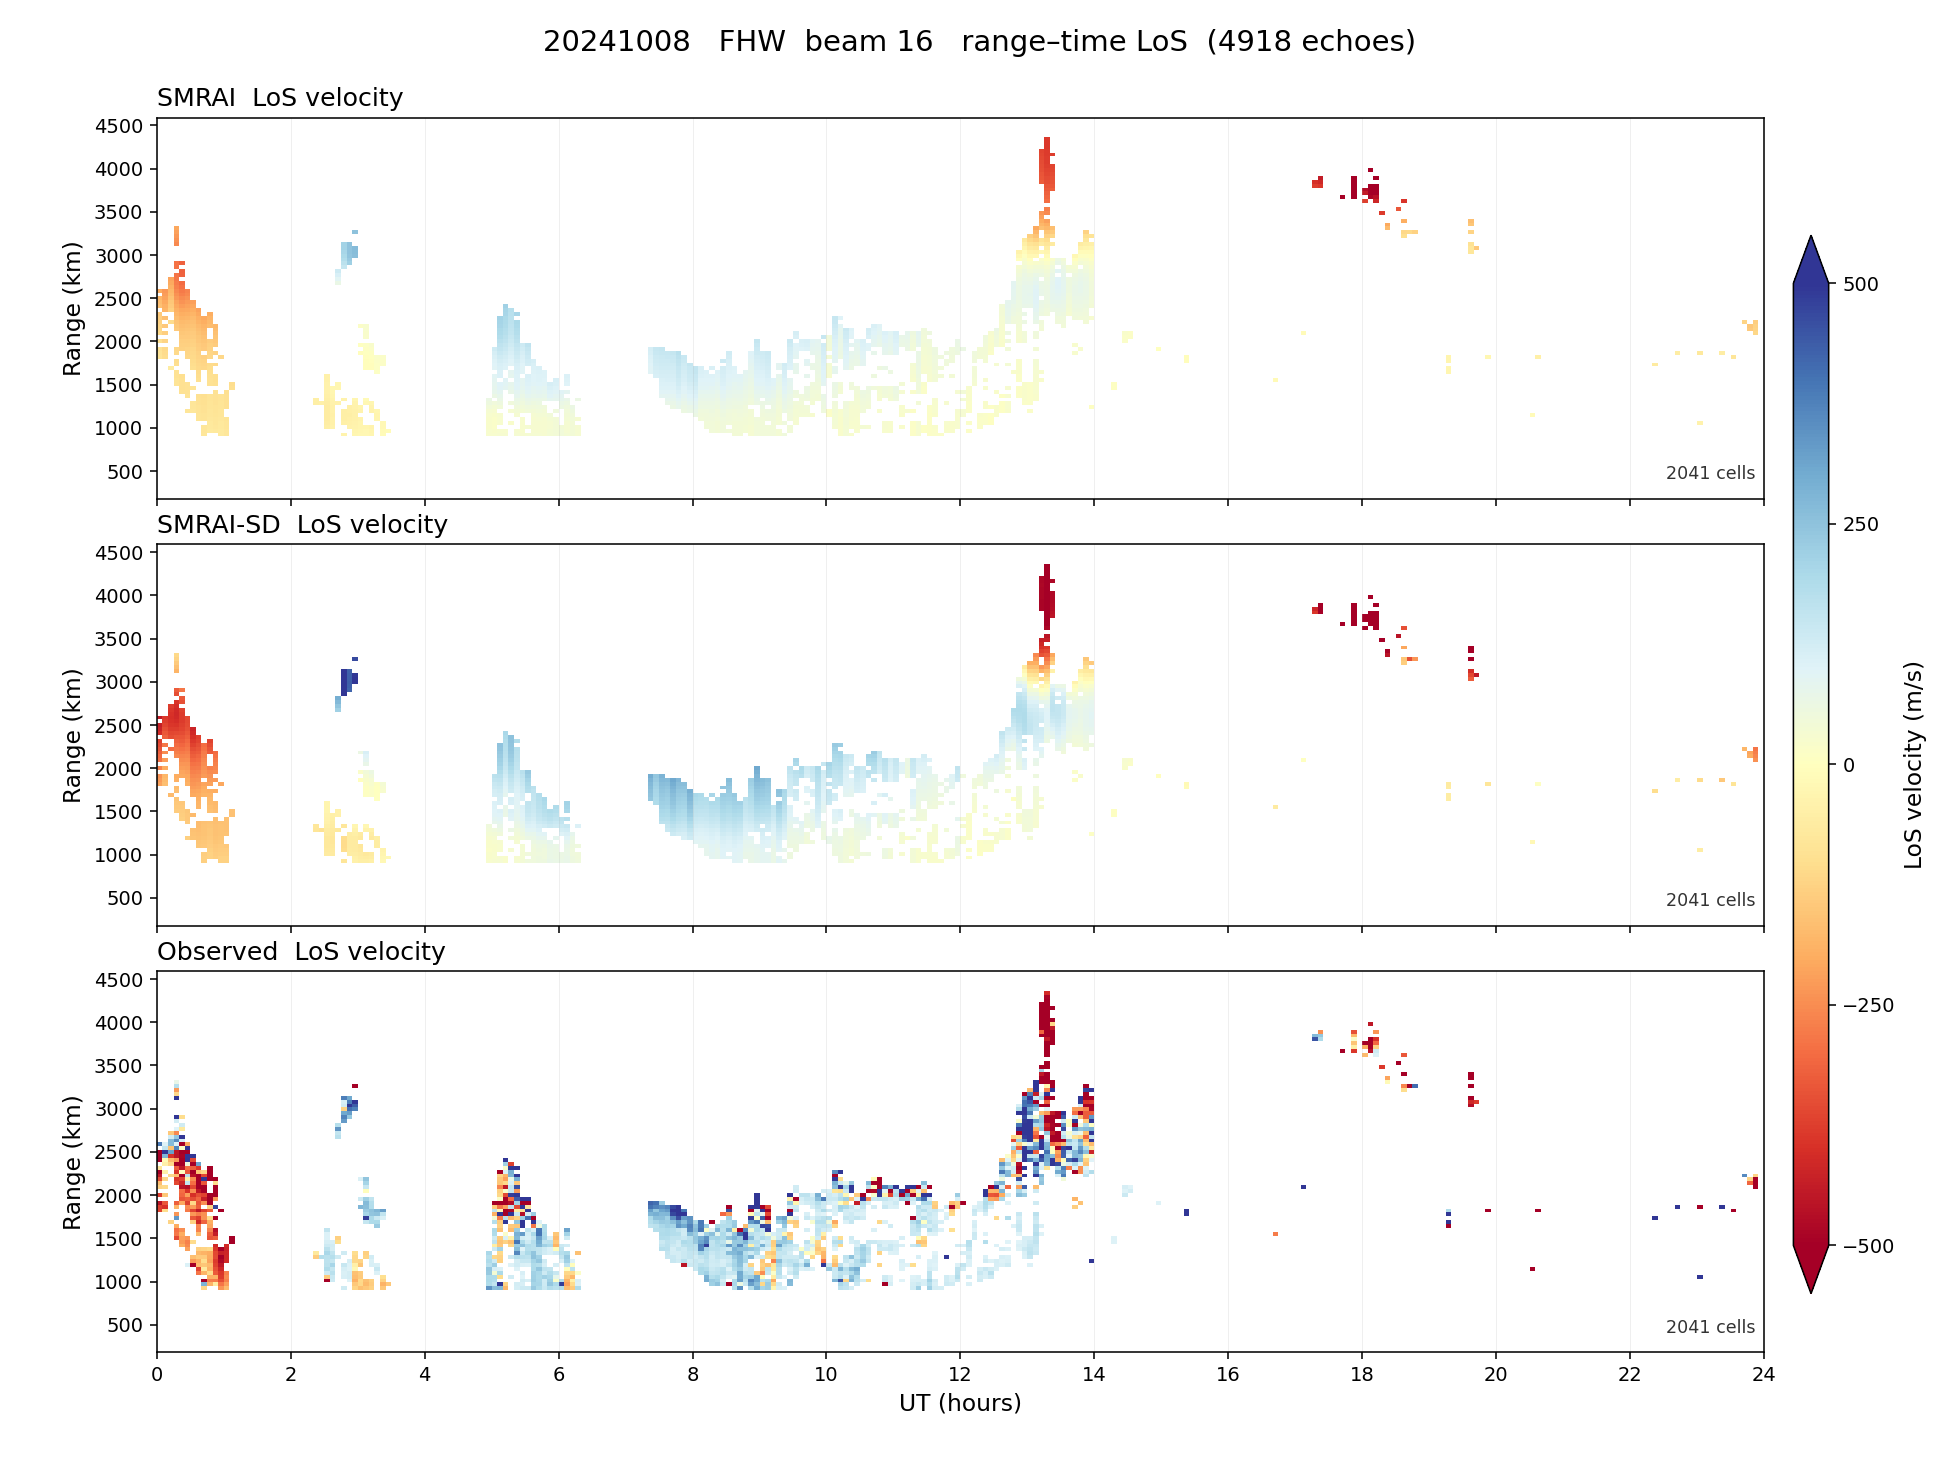 20241008   FHW  beam 16   range–time LoS  (4918 echoes)
SMRAI  LoS velocity
4500
4000
3500
3000
2500
2000
1500
1000
500
Range (km)
2041 cells
SMRAI-SD  LoS velocity
4500
4000
3500
3000
2500
2000
1500
1000
500
Range (km)
2041 cells
Observed  LoS velocity
4500
4000
3500
3000
2500
2000
1500
1000
500
Range (km)
2041 cells
0 2 4 6 8 10 12 14 16 18 20 22 24
UT (hours)
500
250
0
−250
−500
LoS velocity (m/s)